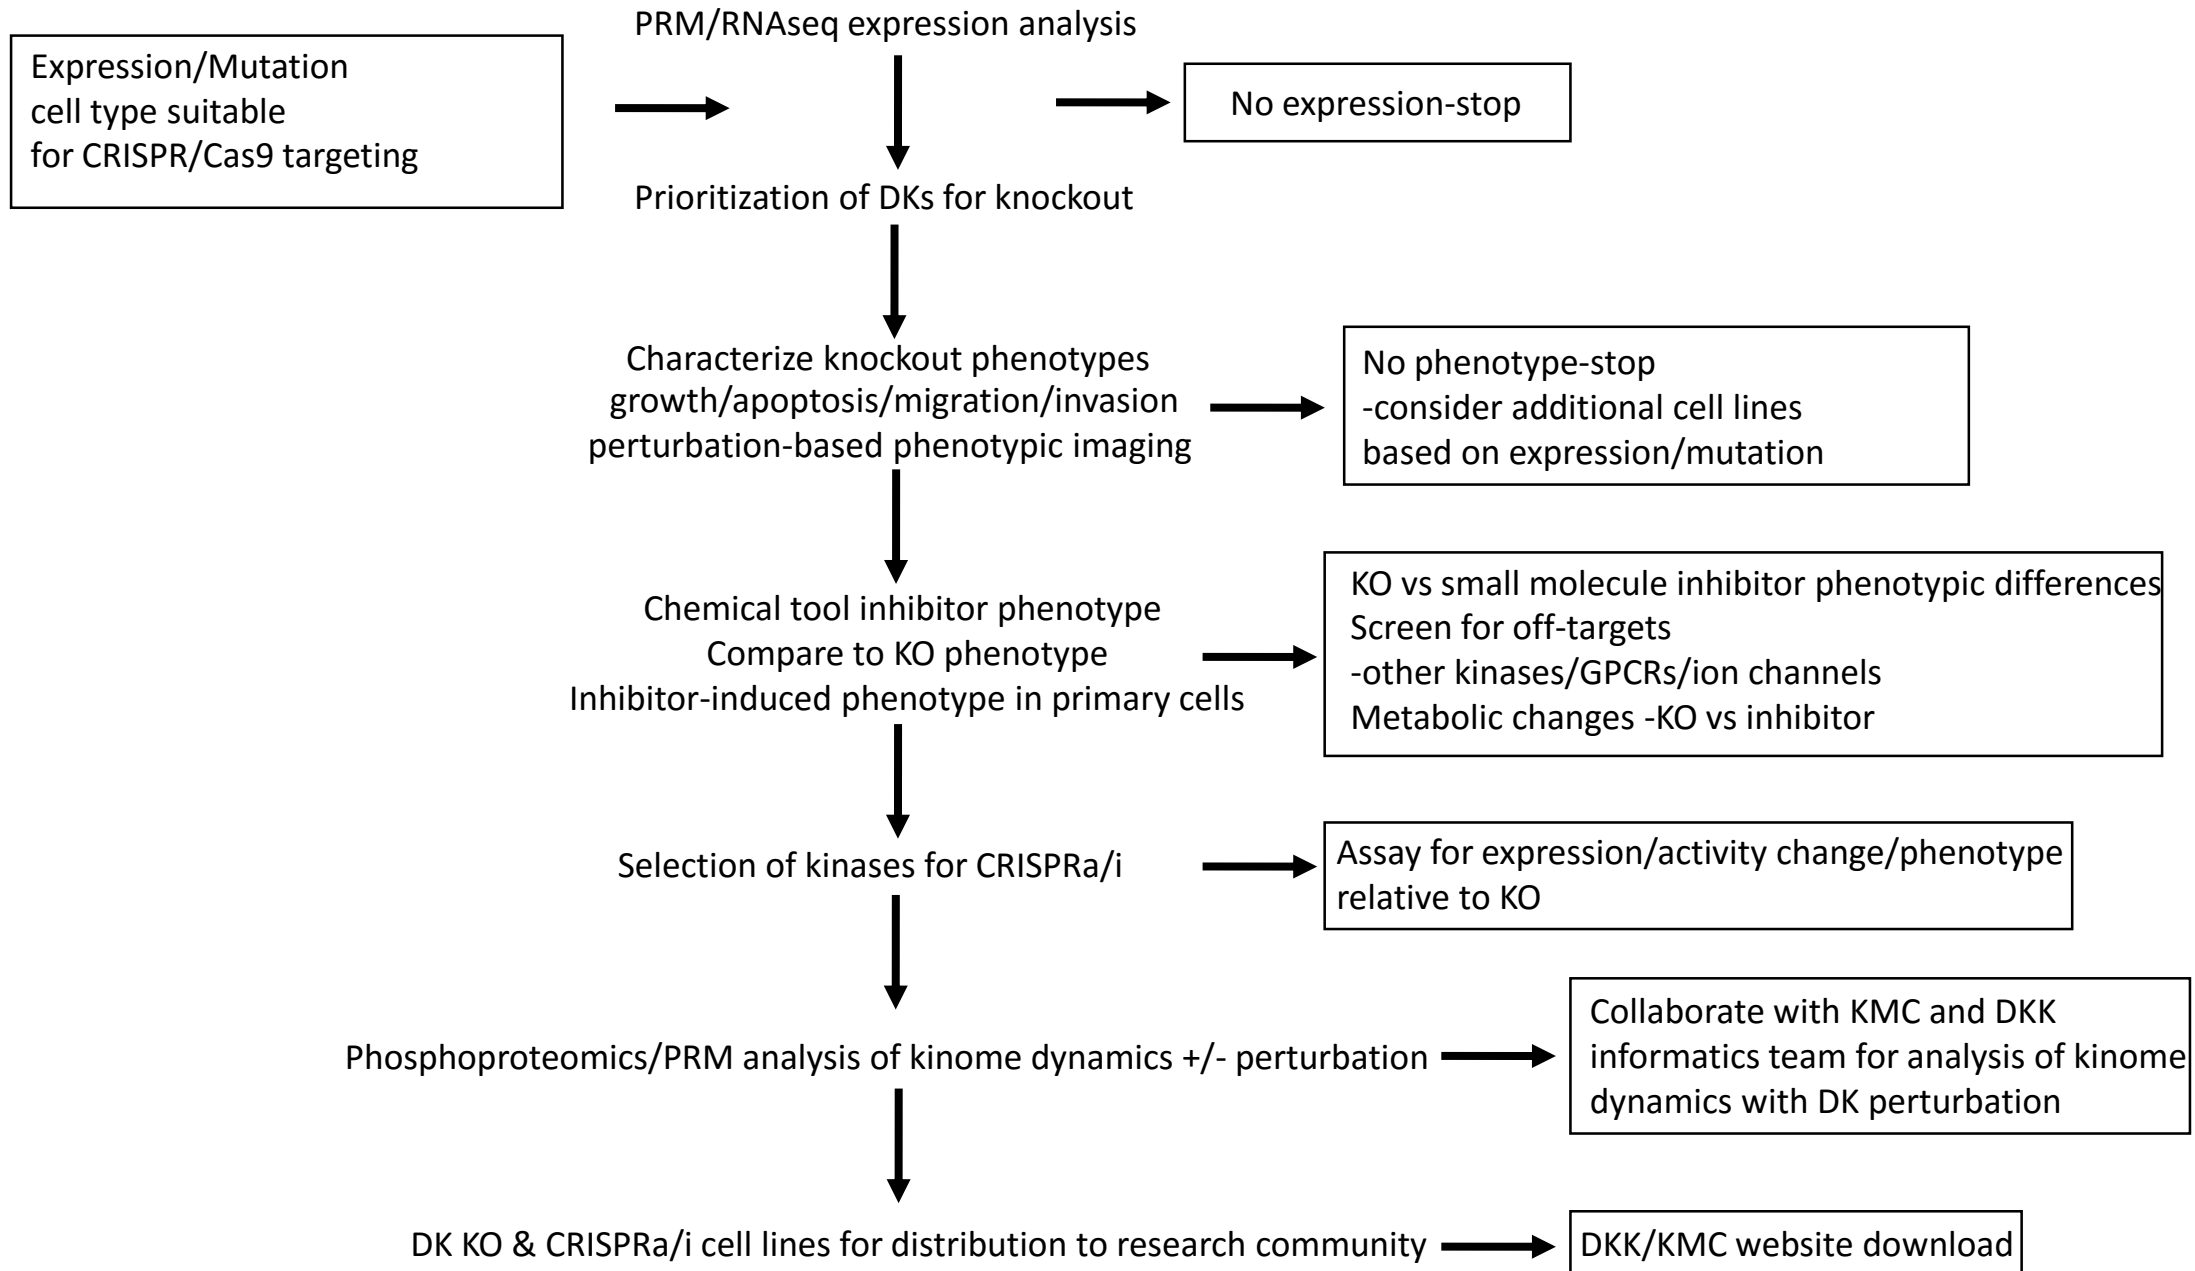 PRM/RNAseq expression analysis
Expression/Mutation
cell type suitable
for CRISPR/Cas9 targeting
No expression-stop
Prioritization of DKs for knockout
Characterize knockout phenotypes
growth/apoptosis/migration/invasion
perturbation-based phenotypic imaging
No phenotype-stop
-consider additional cell lines
based on expression/mutation
Chemical tool inhibitor phenotype
Compare to KO phenotype
Inhibitor-induced phenotype in primary cells
KO vs small molecule inhibitor phenotypic differences
Screen for off-targets
-other kinases/GPCRs/ion channels
Metabolic changes -KO vs inhibitor
Selection of kinases for CRISPRa/i
Assay for expression/activity change/phenotype
relative to KO
Phosphoproteomics/PRM analysis of kinome dynamics +/- perturbation
Collaborate with KMC and DKK
informatics team for analysis of kinome
dynamics with DK perturbation
DK KO & CRISPRa/i cell lines for distribution to research community
DKK/KMC website download